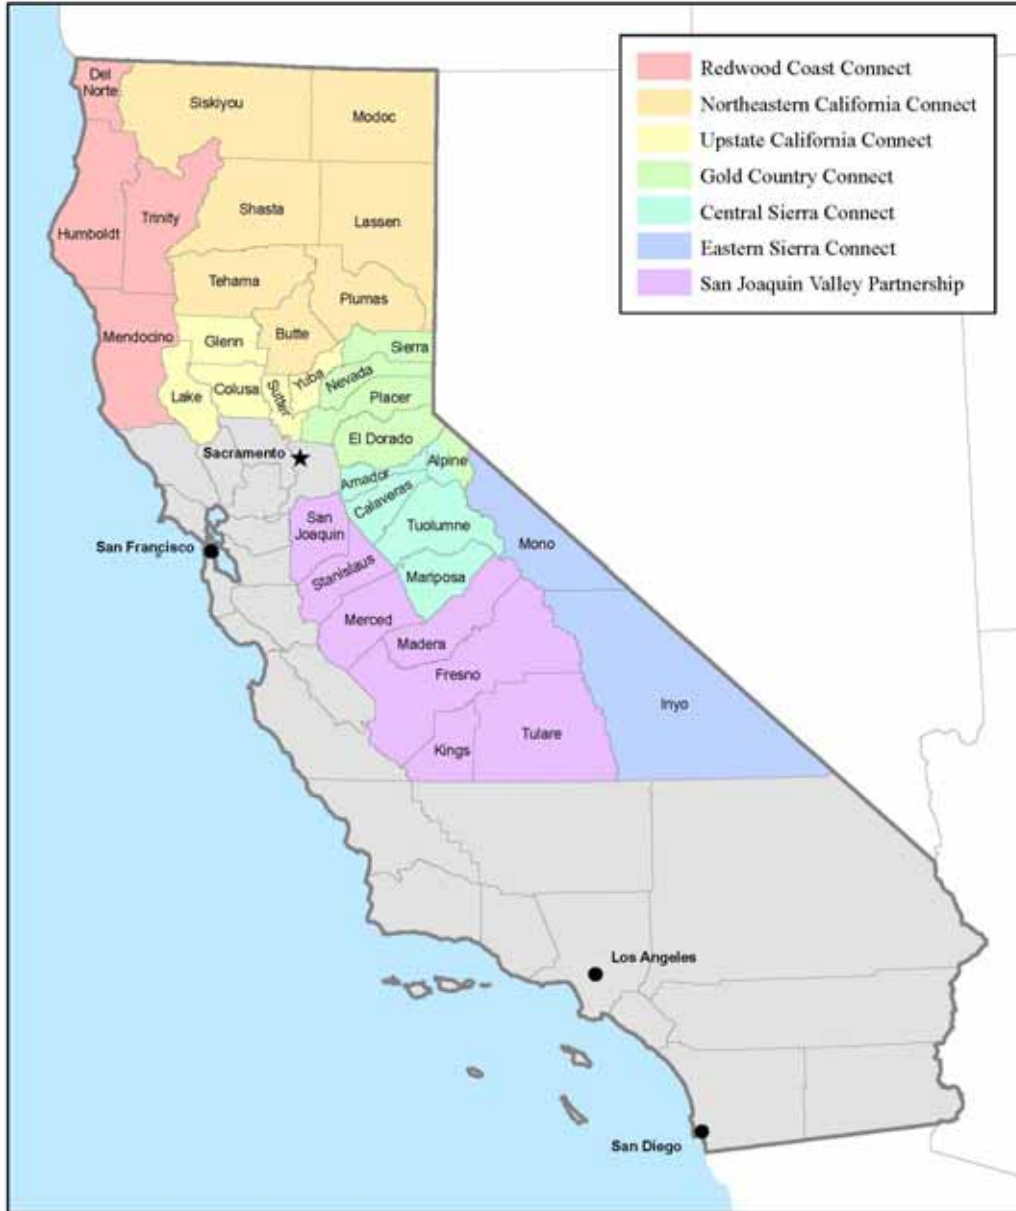 Redwood Coast Connect
Northeastern California Connect
Upstate California Connect
Gold Country Connect
Central Sierra Connect
Eastern Sierra Connect
San Joaquin Valley Partnership
Del
Norte
Siskiyou
Modoc
Humboldt
Trinity
Shasta
Lassen
Tehama
Plumas
Mendocino
Glenn
Butte
Sierra
Lake
Colusa
Sutter
Yuba
Nevada
Placer
El Dorado
Sacramento
Alpine
Amador
Calaveras
San
Joaquin
Tuolumne
San Francisco
Mono
Stanislaus
Mariposa
Merced
Madera
Fresno
Inyo
Kings
Tulare
Los Angeles
San Diego